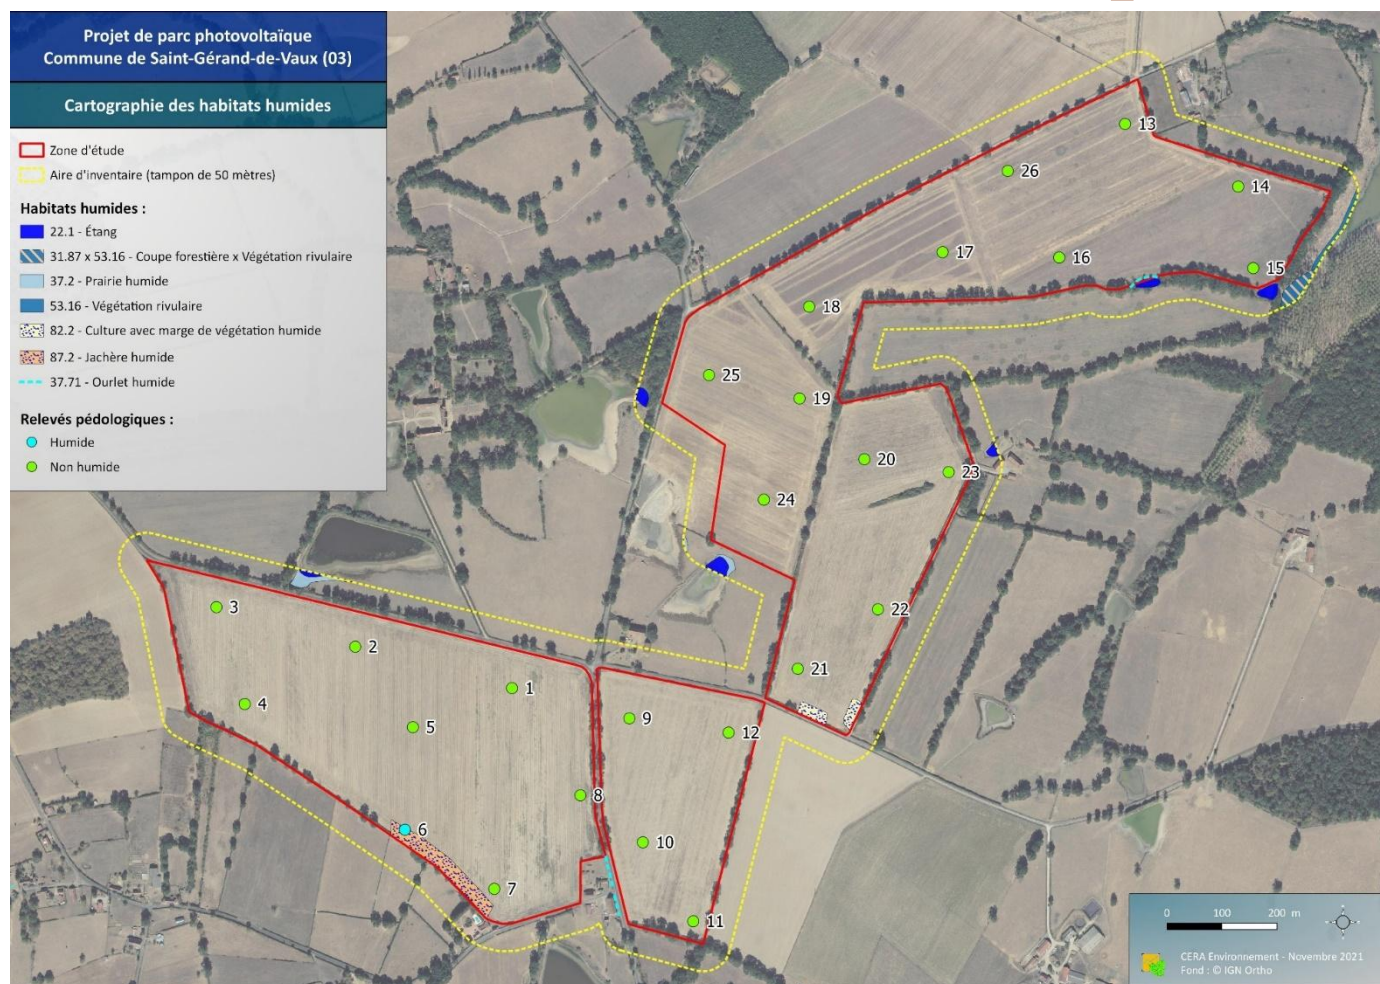 Projet de parc photovoltaïque
Commune de Saint-Gérand-de-Vaux (03)
Cartographie des habitats humides
Zone d'étude
Aire d'inventaire (tampon de 50 mètres)
Habitats humides :
22.1 - Étang
31.87 x 53.16 - Coupe forestière x Végétation rivulaire
37.2 - Prairie humide
53.16 - Végétation rivulaire
82.2 - Culture avec marge de végétation humide
87.2 - Jachère humide
37.71 - Ourlet humide
Relevés pédologiques :
Humide
Non humide
13
26
14
17
16
15
18
25
19
20
23
24
3
22
2
21
1
4
9
5
12
8
6
10
7
11
0 100 200 m
CERA Environnement - Novembre 2021
Fond : © IGN Ortho